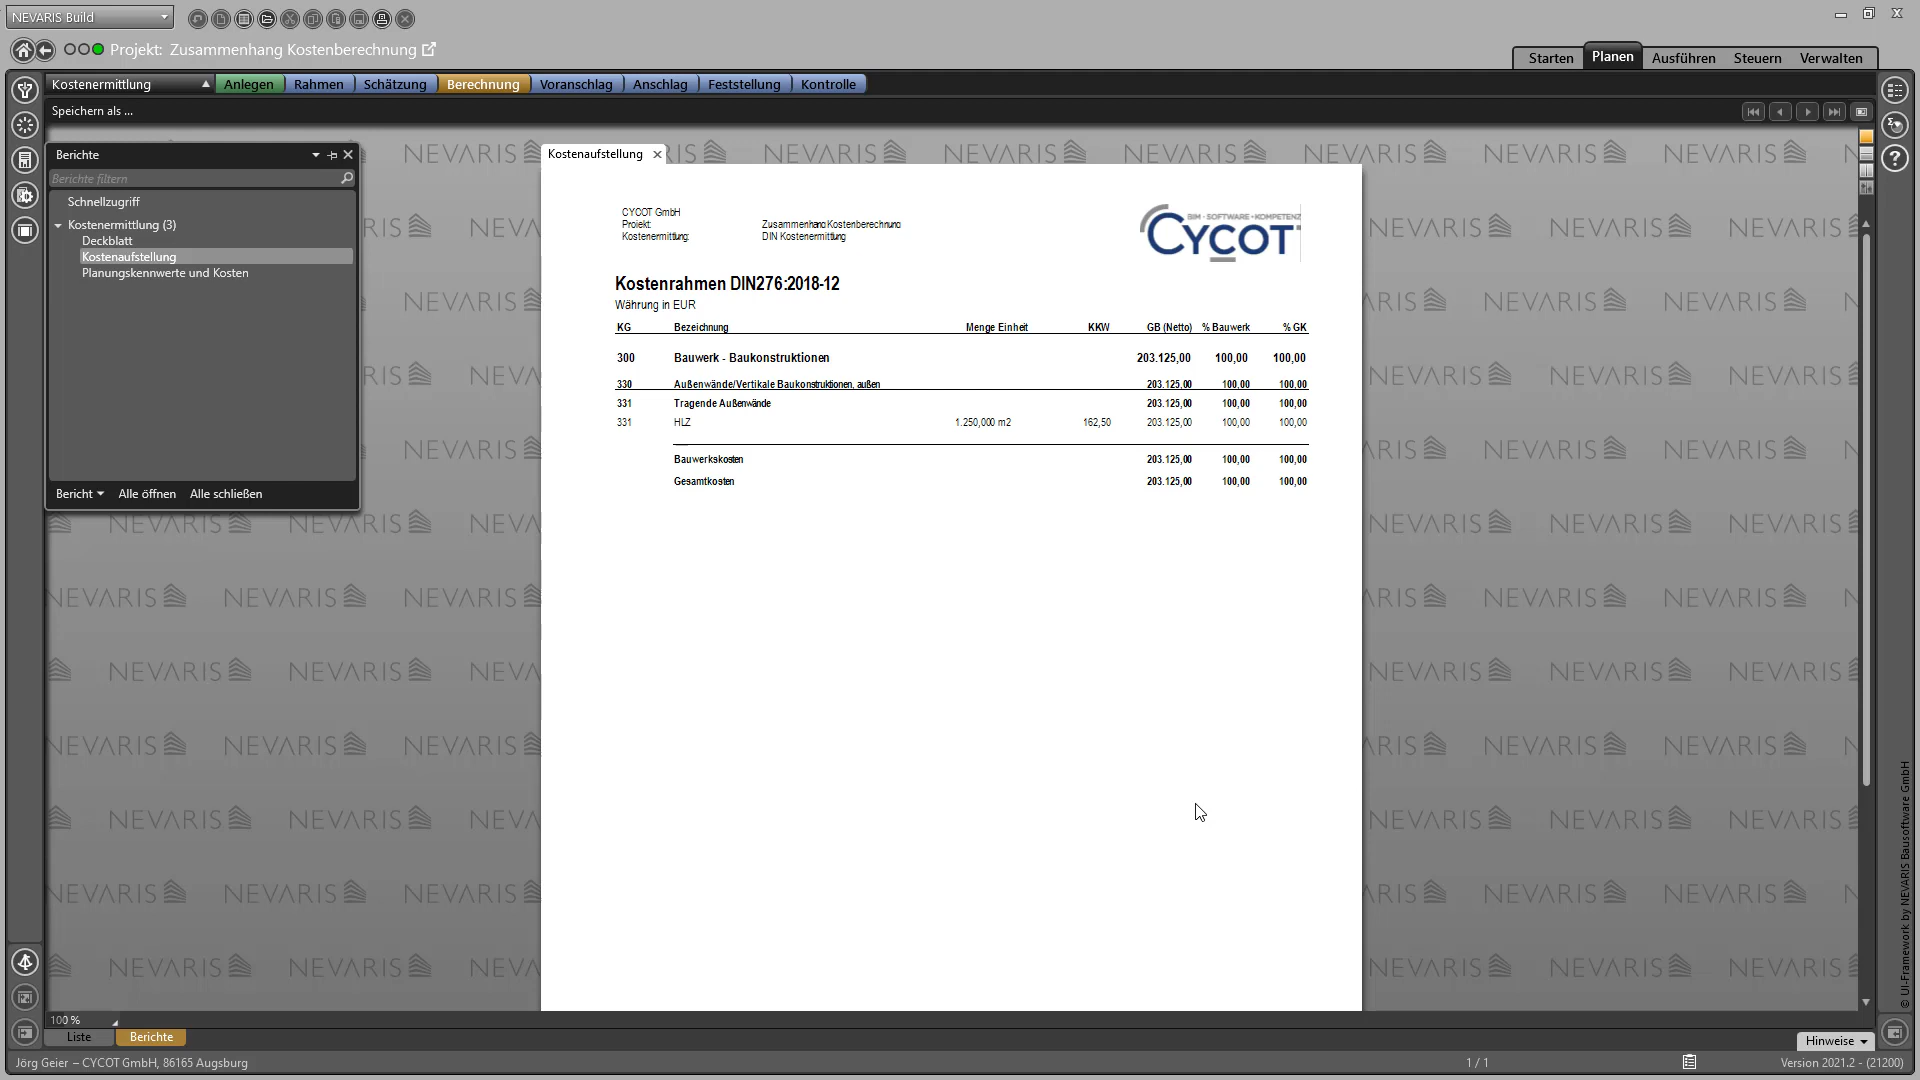 NEVARIS Build
Projekt: Zusammenhang Kostenberechnung
Starten Planen Ausführen Steuern Verwalten
Kostenermittlung Anlegen Rahmen Schätzung Berechnung Voranschlag Anschlag Feststellung Kontrolle
Speichern als ...
Berichte
Berichte filtern
Schnellzugriff
Kostenermittlung (3)
Deckblatt
Kostenaufstellung
Planungskennwerte und Kosten
Bericht Alle öffnen Alle schließen
Kostenaufstellung
CYCOT GmbH
Projekt: Zusammenhang Kostenberechnung
Kostenermittlung: DIN Kostenermittlung
BIM · SOFTWARE · KOMPETENZ
CYCOT
Kostenrahmen DIN276:2018-12
Währung in EUR
KG Bezeichnung Menge Einheit KKW GB (Netto) % Bauwerk % GK
300 Bauwerk - Baukonstruktionen 203.125,00 100,00 100,00
330 Außenwände/Vertikale Baukonstruktionen, außen 203.125,00 100,00 100,00
331 Tragende Außenwände 203.125,00 100,00 100,00
331 HLZ 1.250,000 m2 162,50 203.125,00 100,00 100,00
Bauwerkskosten 203.125,00 100,00 100,00
Gesamtkosten 203.125,00 100,00 100,00
NEVARIS
100 %
Liste Berichte
Hinweise
Jörg Geier – CYCOT GmbH, 86165 Augsburg
1 / 1
Version 2021.2 - (21200)
© UI-Framework by NEVARIS Bausoftware GmbH